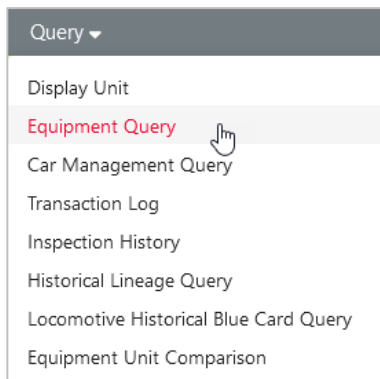 Query
Display Unit
Equipment Query
Car Management Query
Transaction Log
Inspection History
Historical Lineage Query
Locomotive Historical Blue Card Query
Equipment Unit Comparison